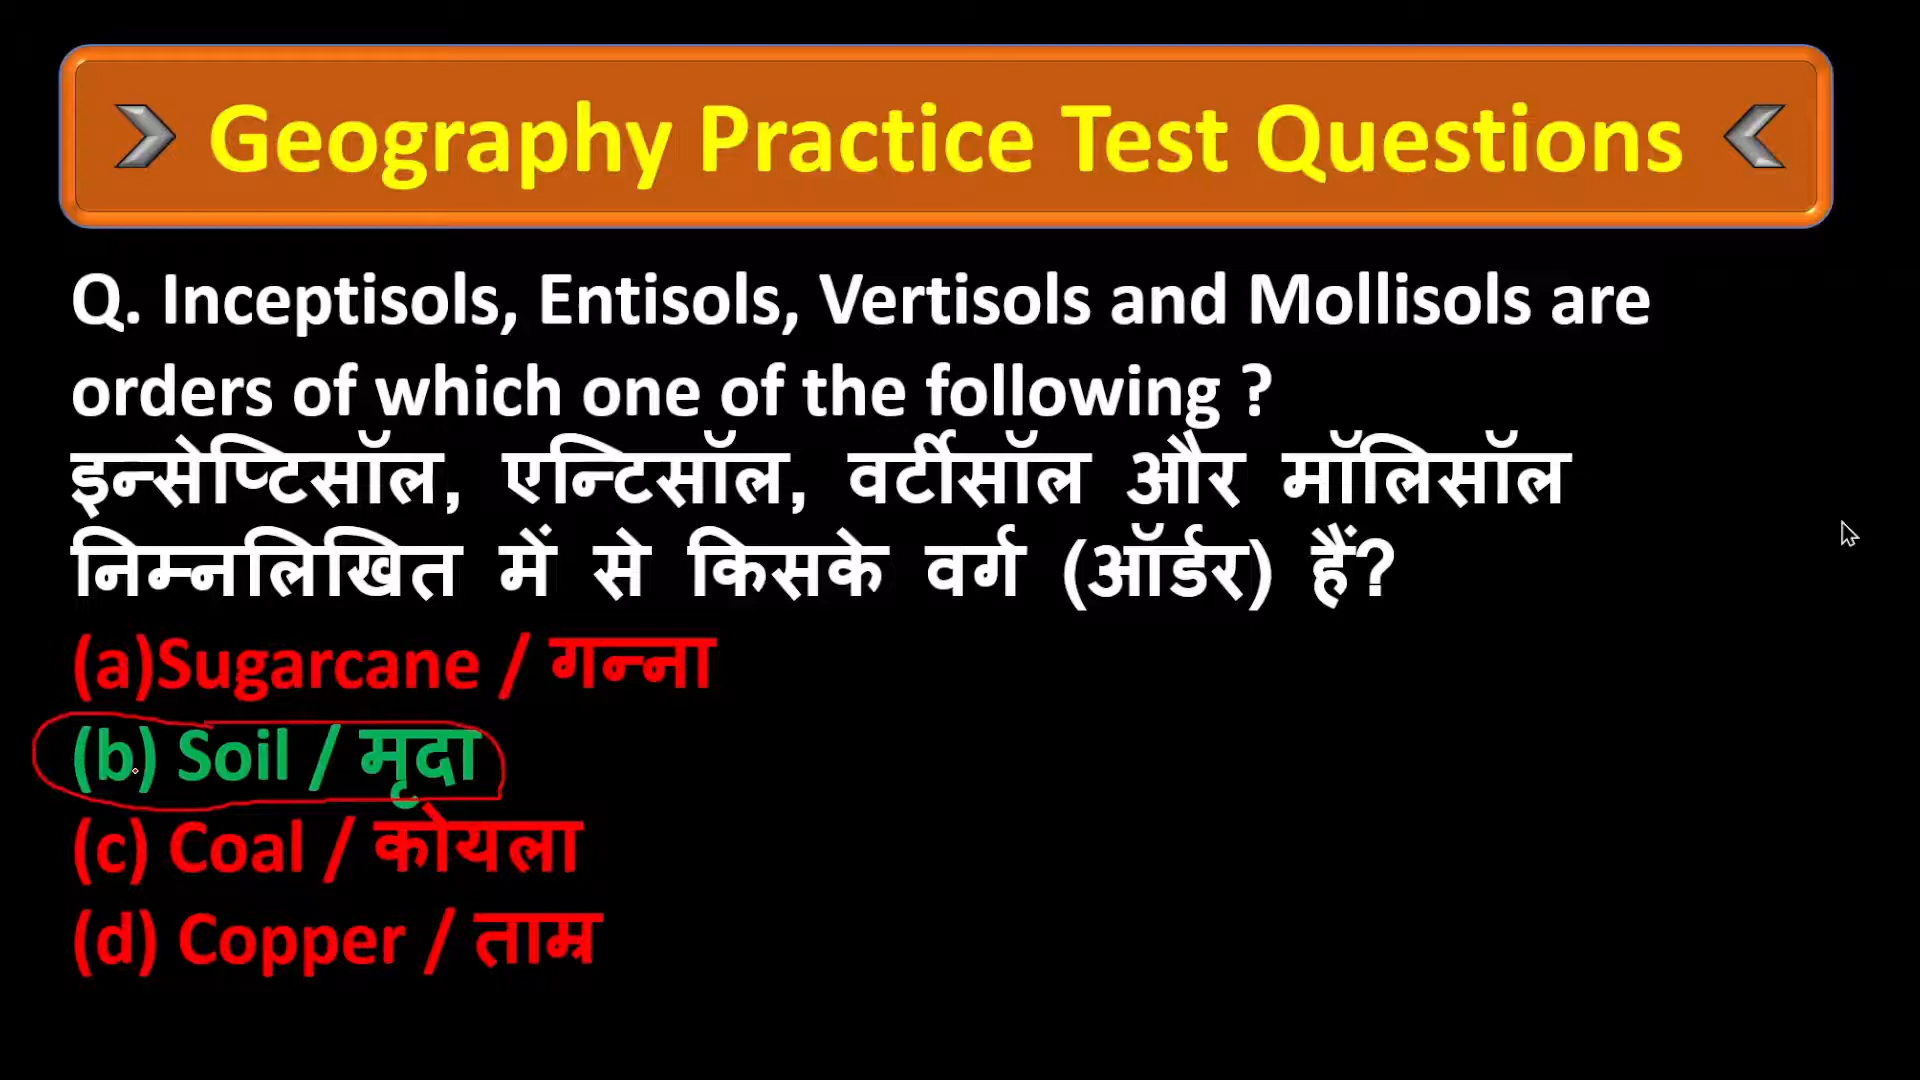 Geography Practice Test Questions
Q. Inceptisols, Entisols, Vertisols and Mollisols are
orders of which one of the following ?
इन्सेप्टिसॉल, एन्टिसॉल, वर्टीसॉल और मॉलिसॉल
निम्नलिखित में से किसके वर्ग (ऑर्डर) हैं?
(a)Sugarcane / गन्ना
(b) Soil / मृदा
(c) Coal / कोयला
(d) Copper / ताम्र